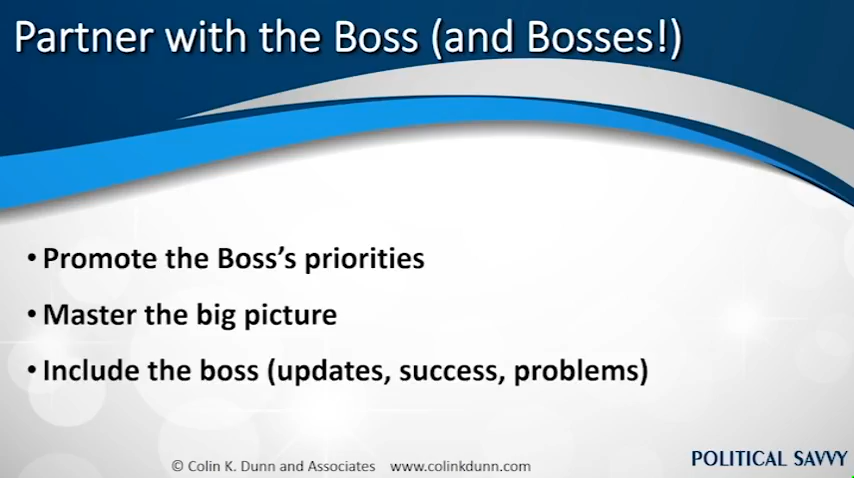 Partner with the Boss (and Bosses!)
• Promote the Boss’s priorities
• Master the big picture
• Include the boss (updates, success, problems)
© Colin K. Dunn and Associates www.colinkdunn.com
POLITICAL SAVVY